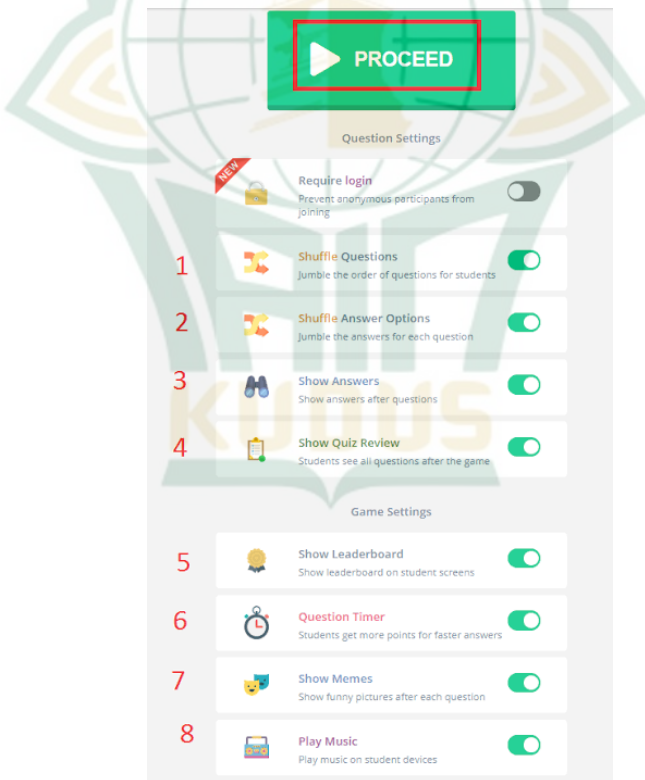 PROCEED
Question Settings
NEW
Require login
Prevent anonymous participants from
joining
1
Shuffle Questions
Jumble the order of questions for students
2
Shuffle Answer Options
Jumble the answers for each question
3
Show Answers
Show answers after questions
4
Show Quiz Review
Students see all questions after the game
KUDUS
Game Settings
5
Show Leaderboard
Show leaderboard on student screens
6
Question Timer
Students get more points for faster answers
7
Show Memes
Show funny pictures after each question
8
Play Music
Play music on student devices